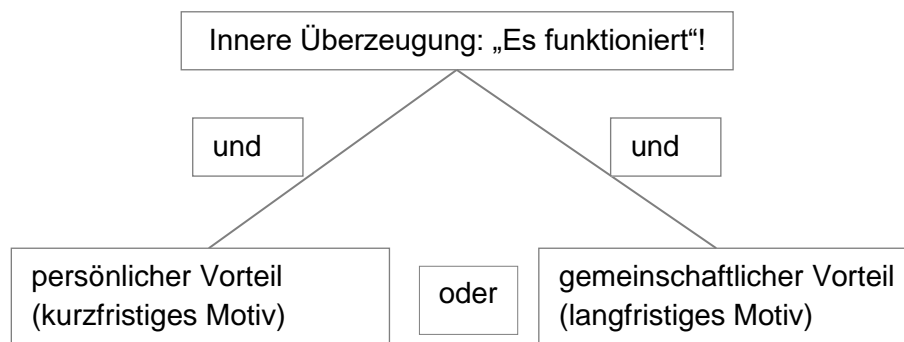 Innere Überzeugung: „Es funktioniert“!
und
und
persönlicher Vorteil
(kurzfristiges Motiv)
oder
gemeinschaftlicher Vorteil
(langfristiges Motiv)